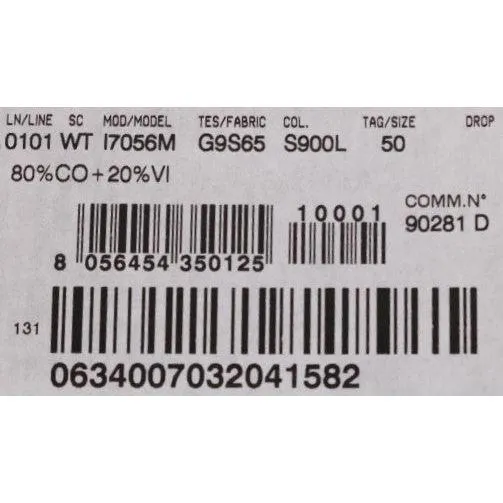 LN/LINE SC MOD/MODEL TES/FABRIC COL. TAG/SIZE DROP
0101 WT I7056M G9S65 S900L 50
80%CO+20%VI
10001
COMM.N°
90281 D
8 056454 350125
131
0634007032041582